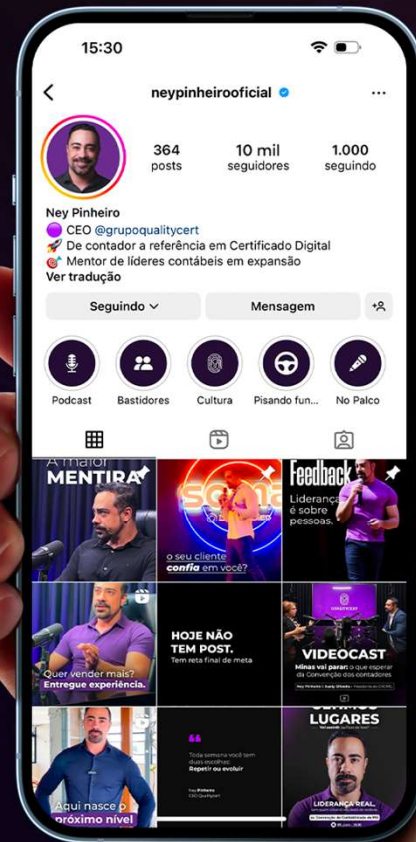 15:30
neypinheirooficial
364
posts
10 mil
seguidores
1.000
seguindo
Ney Pinheiro
CEO @grupoqualitycert
De contador a referência em Certificado Digital
Mentor de líderes contábeis em expansão
Ver tradução
Seguindo
Mensagem
Podcast
Bastidores
Cultura
Pisando fun...
No Palco
A maior
MENTIRA
o seu cliente
confia em você?
Feedback
Liderança
é sobre
pessoas.
Quer vender mais?
Entregue experiência.
HOJE NÃO
TEM POST.
Tem reta final de meta
VIDEOCAST
Minas vai parar: o que esperar
da Convenção dos contadores
Aqui nasce o
próximo nível
Toda semana você tem
duas escolhas:
Repetir ou evoluir
Ney Pinheiro
CEO Qualitycert
LUGARES
LIDERANÇA REAL.